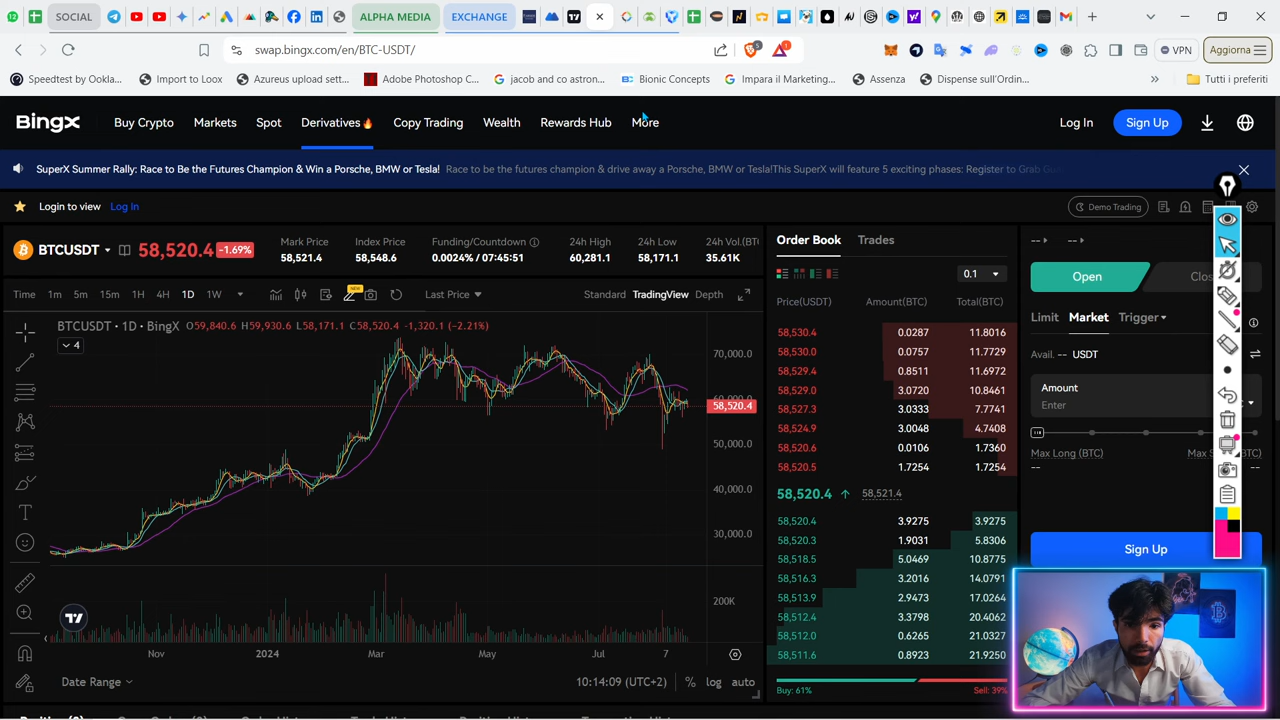 SOCIAL
ALPHA MEDIA
EXCHANGE
swap.bingx.com/en/BTC-USDT/
5
1
VPN
Aggiorna
Speedtest by Ookla...
Import to Loox
Azureus upload sett...
Adobe Photoshop C...
jacob and co astron...
Bionic Concepts
Impara il Marketing...
Assenza
Dispense sull'Ordin...
»
Tutti i preferiti
BingX
Buy Crypto
Markets
Spot
Derivatives
Copy Trading
Wealth
Rewards Hub
More
Log In
Sign Up
SuperX Summer Rally: Race to Be the Futures Champion & Win a Porsche, BMW or Tesla! Race to be the futures champion & drive away a Porsche, BMW or Tesla!This SuperX will feature 5 exciting phases: Register to Grab
Login to view Log In
Demo Trading
BTCUSDT
58,520.4
-1.69%
Mark Price
58,521.4
Index Price
58,548.6
Funding/Countdown
0.0024% / 07:45:51
24h High
60,281.1
24h Low
58,171.1
24h Vol.(BT
35.61K
Time 1m 5m 15m 1H 4H 1D 1W
NEW
Last Price
Standard TradingView Depth
BTCUSDT · 1D · BingX O59,840.6 H59,930.6 L58,171.1 C58,520.4 -1,320.1 (-2.21%)
4
70,000.0
60,000.0
58,520.4
50,000.0
40,000.0
30,000.0
200K
Nov 2024 Mar May Jul 7
Date Range
10:14:09 (UTC+2)
% log auto
Order Book Trades
0.1
Price(USDT) Amount(BTC) Total(BTC)
58,530.4 0.0287 11.8016
58,530.0 0.0757 11.7729
58,529.4 0.8511 11.6972
58,529.0 3.0720 10.8461
58,527.3 3.0333 7.7741
58,524.9 3.0048 4.7408
58,520.6 0.0106 1.7360
58,520.5 1.7254 1.7254
58,520.4 58,521.4
58,520.4 3.9275 3.9275
58,520.3 1.9031 5.8306
58,518.5 5.0469 10.8775
58,516.3 3.2016 14.0791
58,513.9 2.9473 17.0264
58,512.4 3.3798 20.4062
58,512.0 0.6265 21.0327
58,511.6 0.8923 21.9250
Buy: 61% Sell: 39%
-- --
Open
Clos
Limit Market Trigger
Avail. -- USDT
Amount
Enter
Max Long (BTC)
--
Max S
(BTC)
--
Sign Up